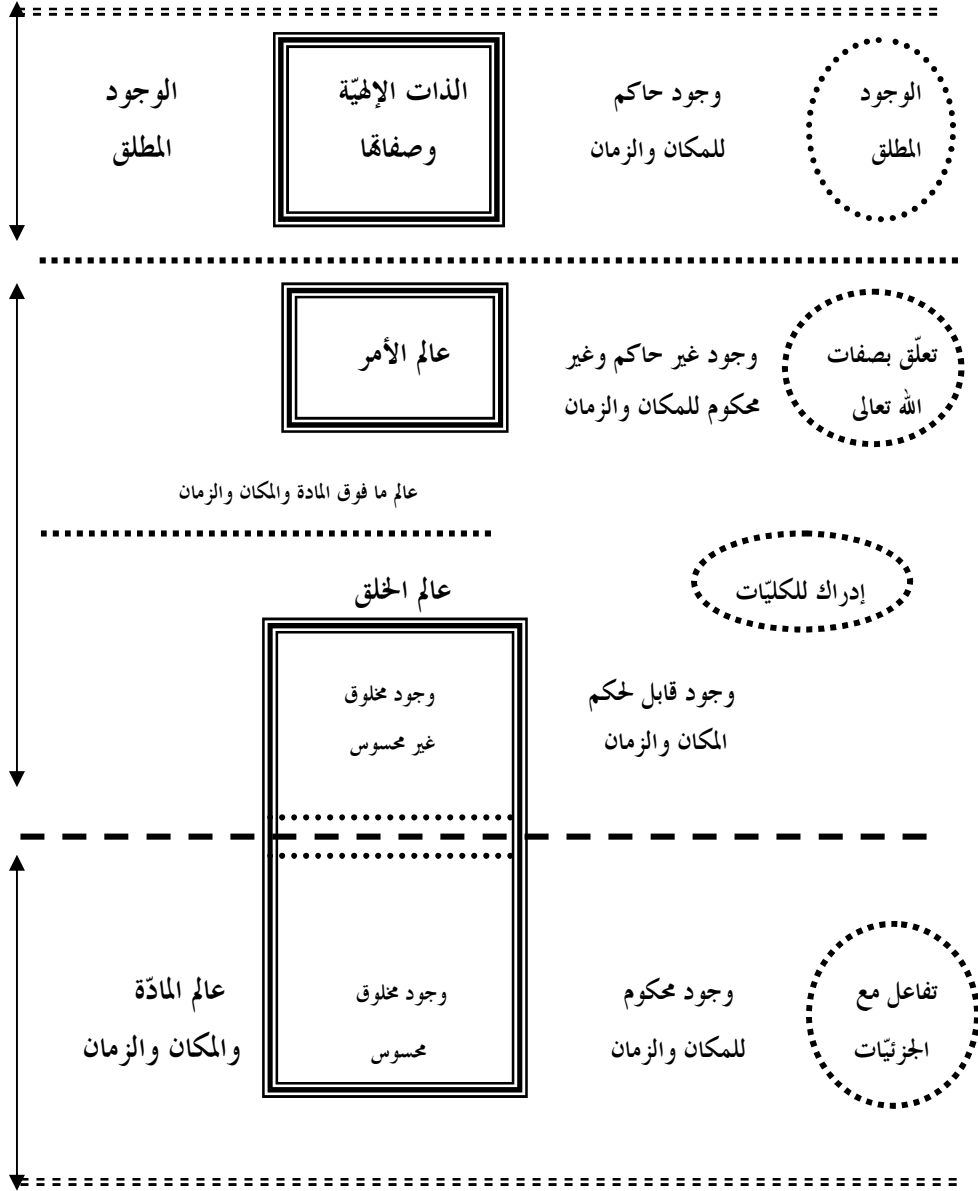 الوجود
المطلق
وجود حاكم
للمكان والزمان
الذات الإلهيّة
وصفاتها
الوجود
المطلق
تعلّق بصفات
الله تعالى
وجود غير حاكم وغير
محكوم للمكان والزمان
عالم الأمر
عالم ما فوق المادة والمكان والزمان
إدراك للكليّات
عالم الخلق
وجود قابل لحكم
المكان والزمان
وجود مخلوق
غير محسوس
تفاعل مع
الجزئيّات
وجود محكوم
للمكان والزمان
وجود مخلوق
محسوس
عالم المادّة
والمكان والزمان